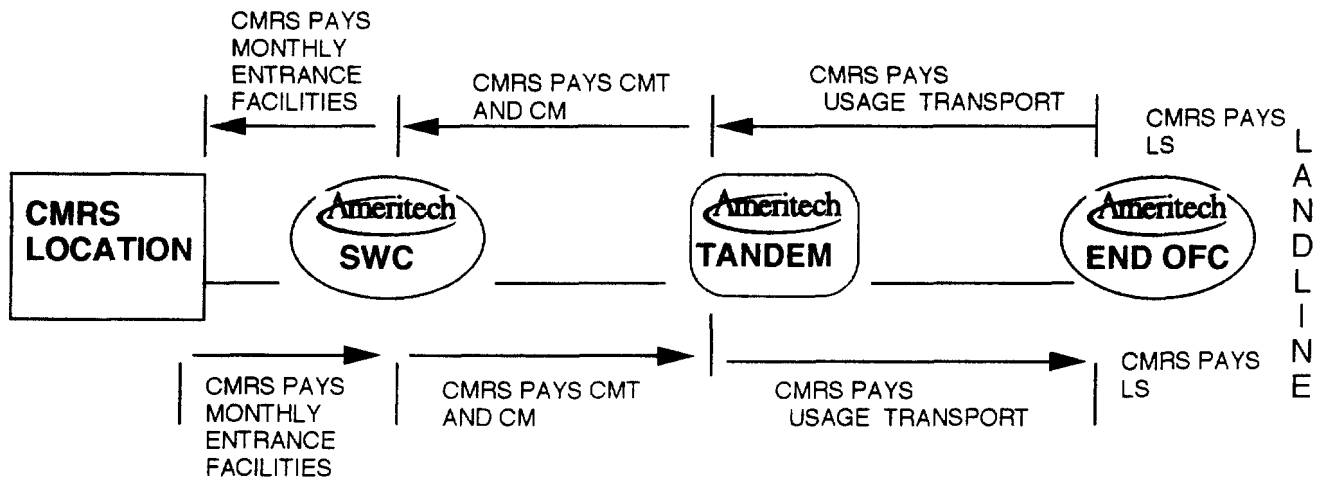 CMRS PAYS
MONTHLY
ENTRANCE
FACILITIES
CMRS PAYS CMT
AND CM
CMRS PAYS
USAGE TRANSPORT
CMRS PAYS
LS
CMRS
LOCATION
Ameritech
SWC
Ameritech
TANDEM
Ameritech
END OFC
LANDLINE
CMRS PAYS
MONTHLY
ENTRANCE
FACILITIES
CMRS PAYS CMT
AND CM
CMRS PAYS
USAGE TRANSPORT
CMRS PAYS
LS